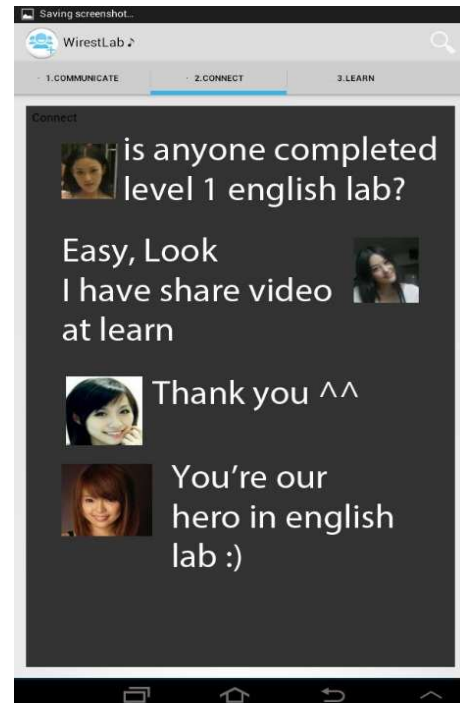 Saving screenshot...
WirestLab ♪
1.COMMUNICATE
2.CONNECT
3.LEARN
Connect
is anyone completed
level 1 english lab?
Easy, Look
I have share video
at learn
Thank you ^^
You're our
hero in english
lab :)